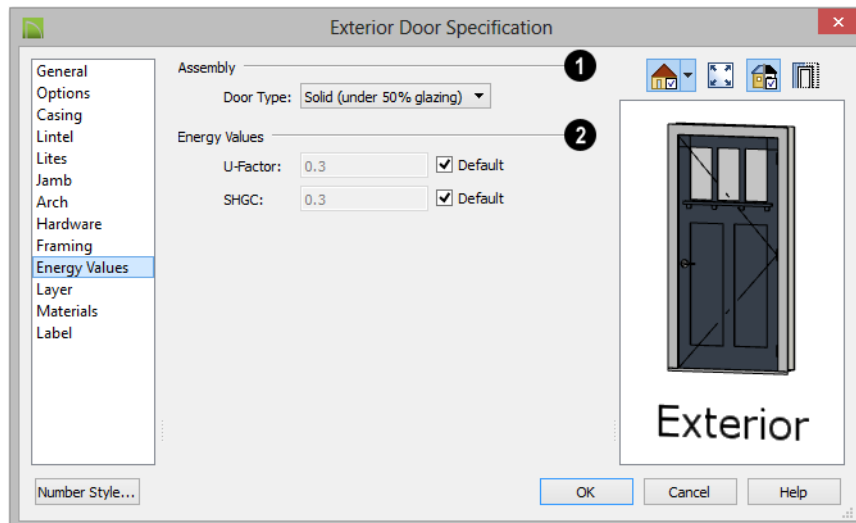 Exterior Door Specification
General
Options
Casing
Lintel
Lites
Jamb
Arch
Hardware
Framing
Energy Values
Layer
Materials
Label
Assembly
1
Door Type: Solid (under 50% glazing)
Energy Values
2
U-Factor: 0.3 Default
SHGC: 0.3 Default
Exterior
Number Style...
OK
Cancel
Help